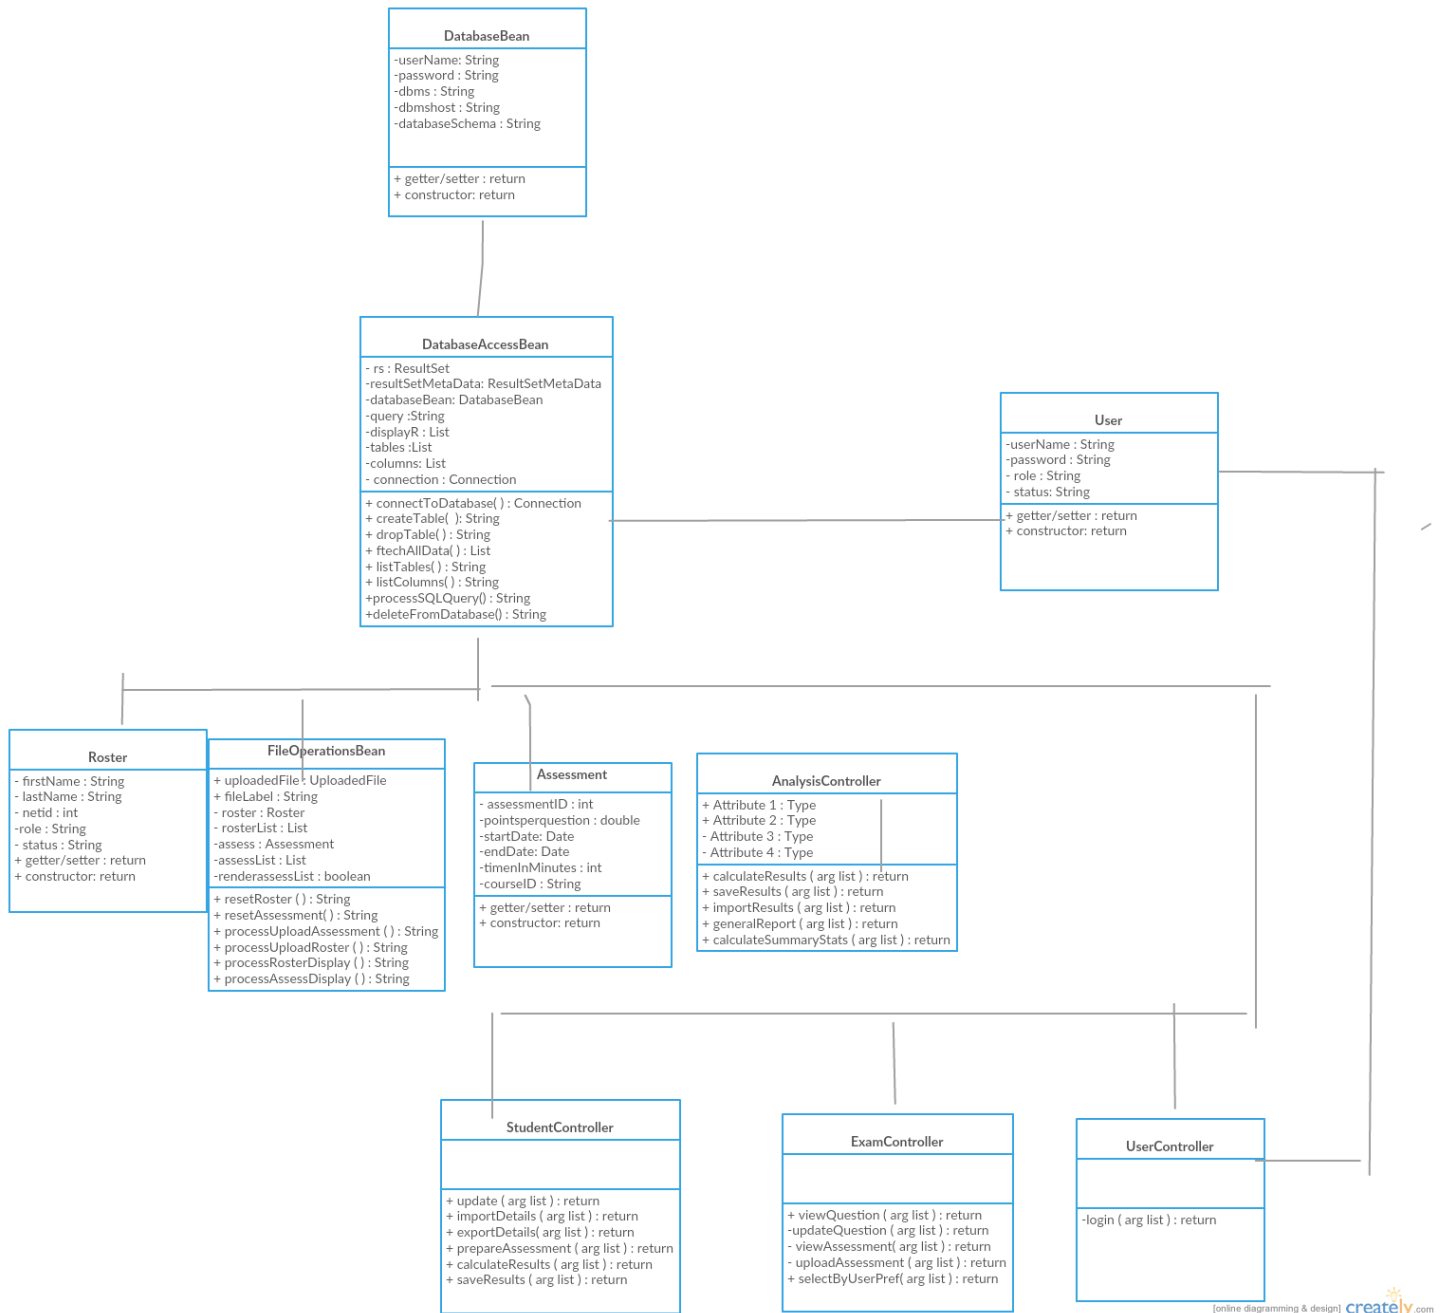 DatabaseBean
-userName: String
-password : String
-dbms : String
-dbmshost : String
-databaseSchema : String
+ getter/setter : return
+ constructor: return
DatabaseAccessBean
- rs : ResultSet
-resultSetMetaData: ResultSetMetaData
-databaseBean: DatabaseBean
-query :String
-displayR : List
-tables :List
-columns: List
- connection : Connection
+ connectToDatabase( ) : Connection
+ createTable(  ): String
+ dropTable( ) : String
+ ftechAllData( ) : List
+ listTables( ) : String
+ listColumns( ) : String
+processSQLQuery() : String
+deleteFromDatabase() : String
User
-userName : String
-password : String
- role : String
- status: String
+ getter/setter : return
+ constructor: return
Roster
- firstName : String
- lastName : String
- netid : int
-role : String
- status : String
+ getter/setter : return
+ constructor: return
FileOperationsBean
+ uploadedFile : UploadedFile
+ fileLabel : String
- roster : Roster
- rosterList : List
-assess : Assessment
-assessList : List
-renderassessList : boolean
+ resetRoster ( ) : String
+ resetAssessment( ) : String
+ processUploadAssessment ( ) : String
+ processUploadRoster ( ) : String
+ processRosterDisplay ( ) : String
+ processAssessDisplay ( ) : String
Assessment
- assessmentID : int
-pointsperquestion : double
-startDate: Date
-endDate: Date
-timenInMinutes : int
-courseID : String
+ getter/setter : return
+ constructor: return
AnalysisController
+ Attribute 1 : Type
+ Attribute 2 : Type
- Attribute 3 : Type
- Attribute 4 : Type
+ calculateResults ( arg list ) : return
+ saveResults ( arg list ) : return
+ importResults ( arg list ) : return
+ generalReport ( arg list ) : return
+ calculateSummaryStats ( arg list ) : return
StudentController
+ update ( arg list ) : return
+ importDetails ( arg list ) : return
+ exportDetails( arg list ) : return
+ prepareAssessment ( arg list ) : return
+ calculateResults ( arg list ) : return
+ saveResults ( arg list ) : return
ExamController
+ viewQuestion ( arg list ) : return
-updateQuestion ( arg list ) : return
- viewAssessment( arg list ) : return
- uploadAssessment ( arg list ) : return
+ selectByUserPref( arg list ) : return
UserController
-login ( arg list ) : return
[online diagramming & design] creately.com